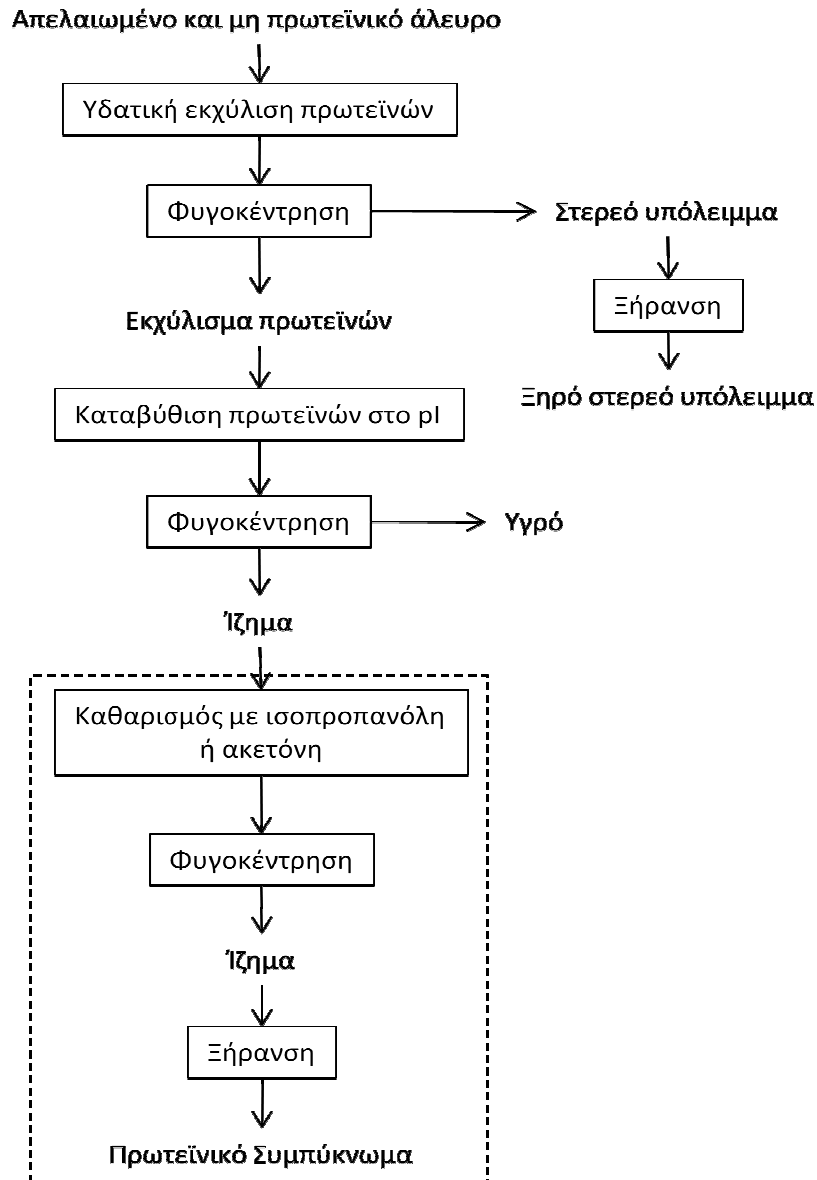 Απελαιωμένο και μη πρωτεϊνικό άλευρο
Υδατική εκχύλιση πρωτεϊνών
Φυγοκέντρηση
Στερεό υπόλειμμα
Ξήρανση
Εκχύλισμα πρωτεϊνών
Ξηρό στερεό υπόλειμμα
Καταβύθιση πρωτεϊνών στο pI
Φυγοκέντρηση
Υγρό
Ίζημα
Καθαρισμός με ισοπροπανόλη
ή ακετόνη
Φυγοκέντρηση
Ίζημα
Ξήρανση
Πρωτεϊνικό Συμπύκνωμα